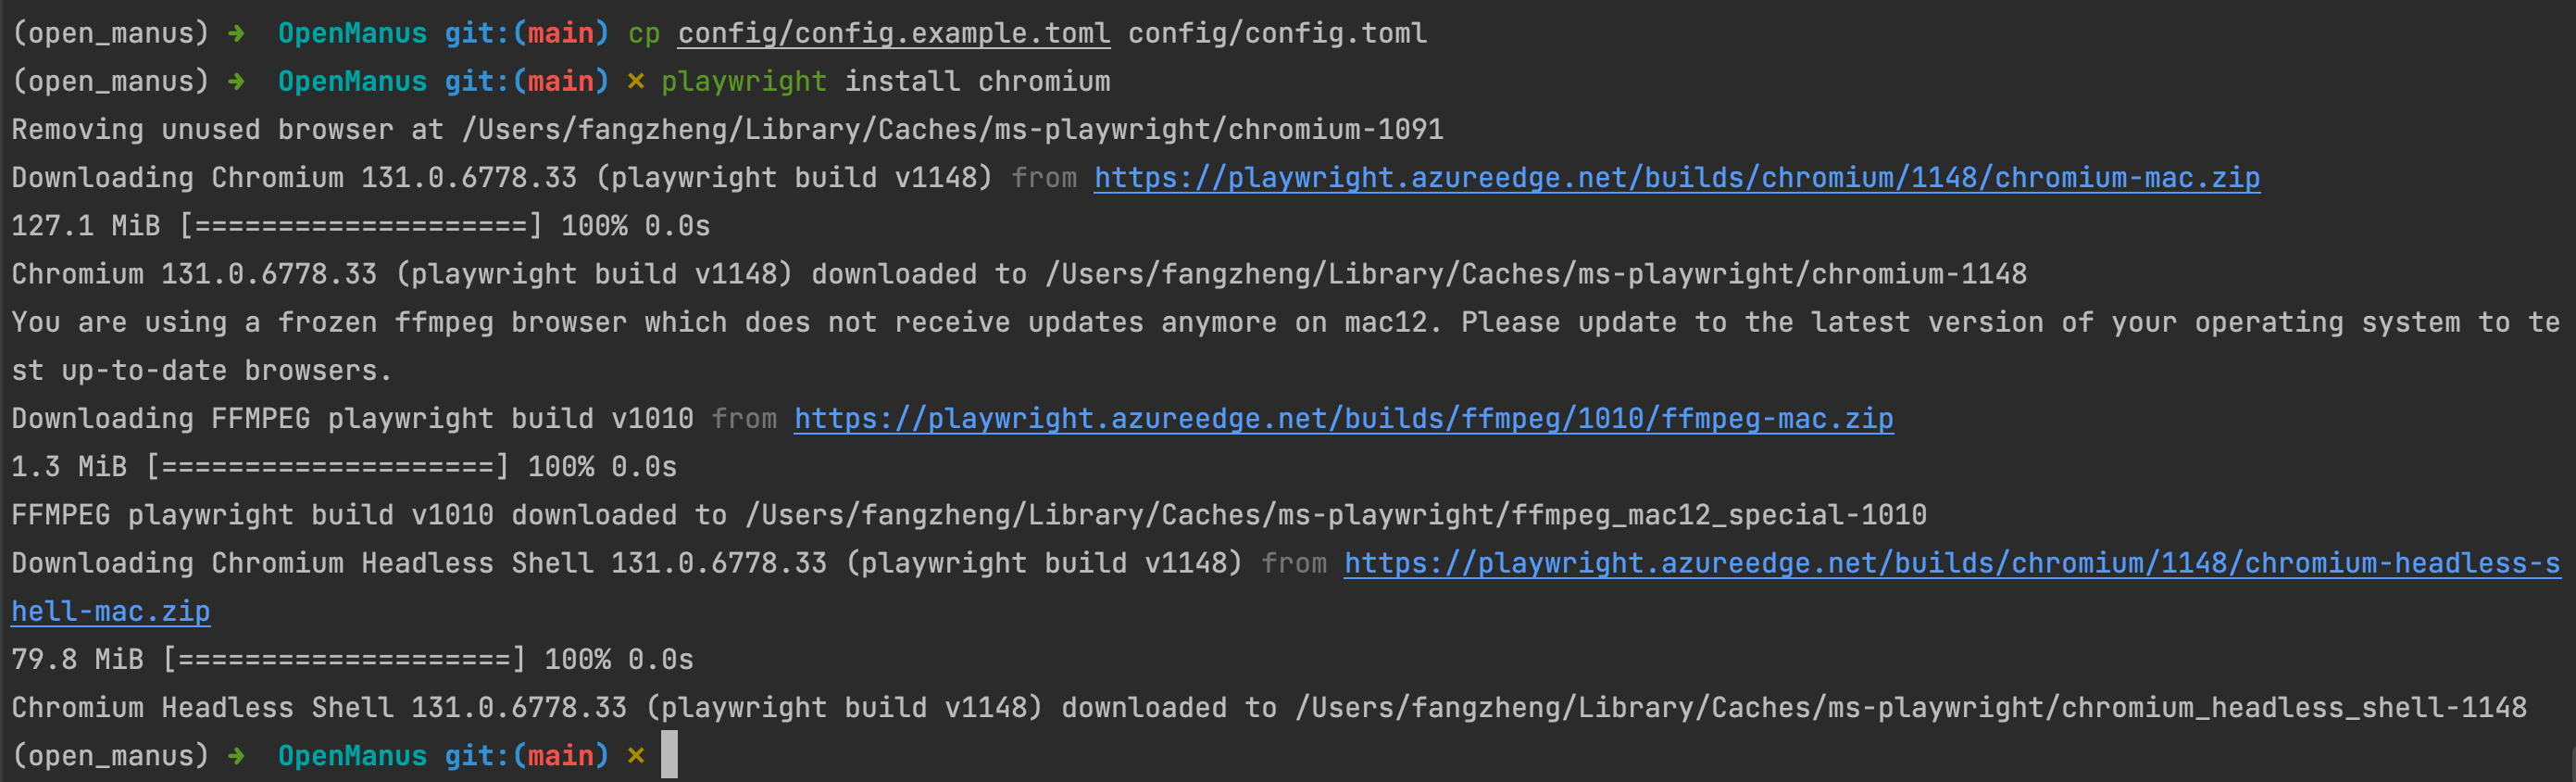 (open_manus) ➜  OpenManus git:(main) cp config/config.example.toml config/config.toml
(open_manus) ➜  OpenManus git:(main) ✗ playwright install chromium
Removing unused browser at /Users/fangzheng/Library/Caches/ms-playwright/chromium-1091
Downloading Chromium 131.0.6778.33 (playwright build v1148) from https://playwright.azureedge.net/builds/chromium/1148/chromium-mac.zip
127.1 MiB [====================] 100% 0.0s
Chromium 131.0.6778.33 (playwright build v1148) downloaded to /Users/fangzheng/Library/Caches/ms-playwright/chromium-1148
You are using a frozen ffmpeg browser which does not receive updates anymore on mac12. Please update to the latest version of your operating system to te
st up-to-date browsers.
Downloading FFMPEG playwright build v1010 from https://playwright.azureedge.net/builds/ffmpeg/1010/ffmpeg-mac.zip
1.3 MiB [====================] 100% 0.0s
FFMPEG playwright build v1010 downloaded to /Users/fangzheng/Library/Caches/ms-playwright/ffmpeg_mac12_special-1010
Downloading Chromium Headless Shell 131.0.6778.33 (playwright build v1148) from https://playwright.azureedge.net/builds/chromium/1148/chromium-headless-s
hell-mac.zip
79.8 MiB [====================] 100% 0.0s
Chromium Headless Shell 131.0.6778.33 (playwright build v1148) downloaded to /Users/fangzheng/Library/Caches/ms-playwright/chromium_headless_shell-1148
(open_manus) ➜  OpenManus git:(main) ✗